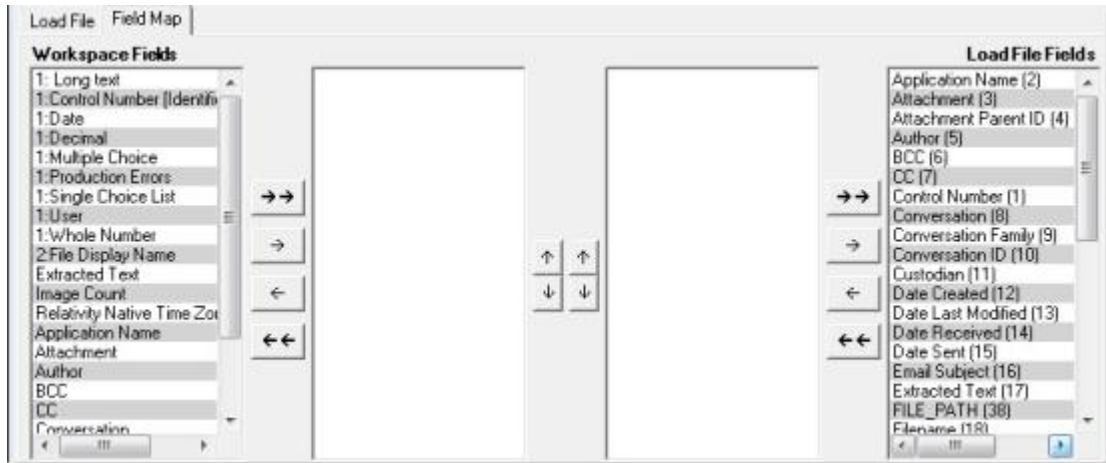 Load File Field Map
Workspace Fields
1: Long text
1:Control Number [Identifi
1:Date
1:Decimal
1:Multiple Choice
1:Production Errors
1:Single Choice List
1:User
1:Whole Number
2:File Display Name
Extracted Text
Image Count
Relativity Native Time Zo
Application Name
Attachment
Author
BCC
CC
Conversation
Load File Fields
Application Name (2)
Attachment (3)
Attachment Parent ID (4)
Author (5)
BCC (6)
CC (7)
Control Number (1)
Conversation (8)
Conversation Family (9)
Conversation ID (10)
Custodian (11)
Date Created (12)
Date Last Modified (13)
Date Received (14)
Date Sent (15)
Email Subject (16)
Extracted Text (17)
FILE_PATH (38)
Filename (18)